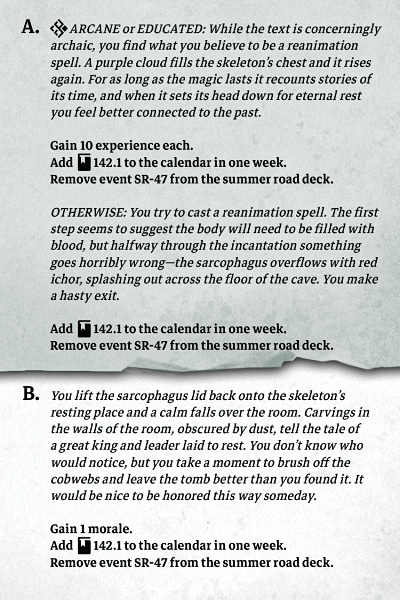 A. ARCANE or EDUCATED: While the text is concerningly
archaic, you find what you believe to be a reanimation
spell. A purple cloud fills the skeleton's chest and it rises
again. For as long as the magic lasts it recounts stories of
its time, and when it sets its head down for eternal rest
you feel better connected to the past.
Gain 10 experience each.
Add 142.1 to the calendar in one week.
Remove event SR-47 from the summer road deck.
OTHERWISE: You try to cast a reanimation spell. The first
step seems to suggest the body will need to be filled with
blood, but halfway through the incantation something
goes horribly wrong—the sarcophagus overflows with red
ichor, splashing out across the floor of the cave. You make
a hasty exit.
Add 142.1 to the calendar in one week.
Remove event SR-47 from the summer road deck.
B. You lift the sarcophagus lid back onto the skeleton's
resting place and a calm falls over the room. Carvings in
the walls of the room, obscured by dust, tell the tale of
a great king and leader laid to rest. You don't know who
would notice, but you take a moment to brush off the
cobwebs and leave the tomb better than you found it. It
would be nice to be honored this way someday.
Gain 1 morale.
Add 142.1 to the calendar in one week.
Remove event SR-47 from the summer road deck.